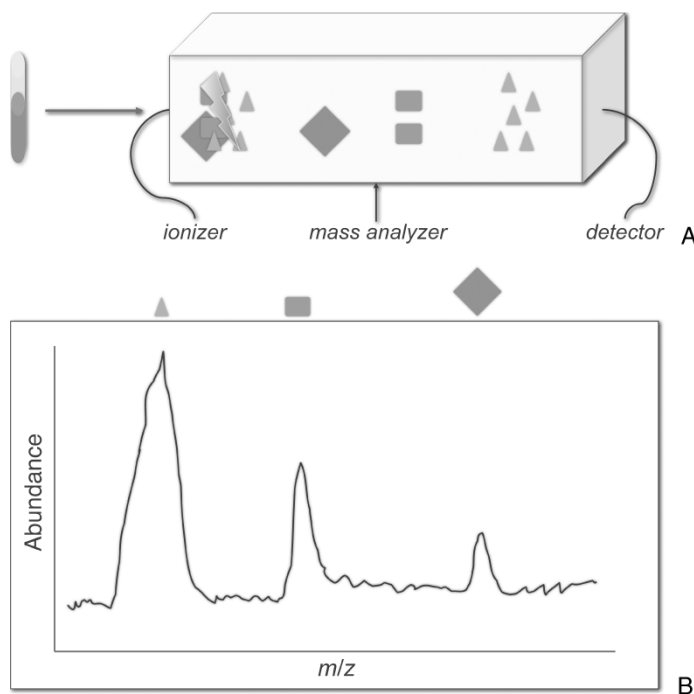 ionizer
mass analyzer
detector
A
Abundance
m/z
B